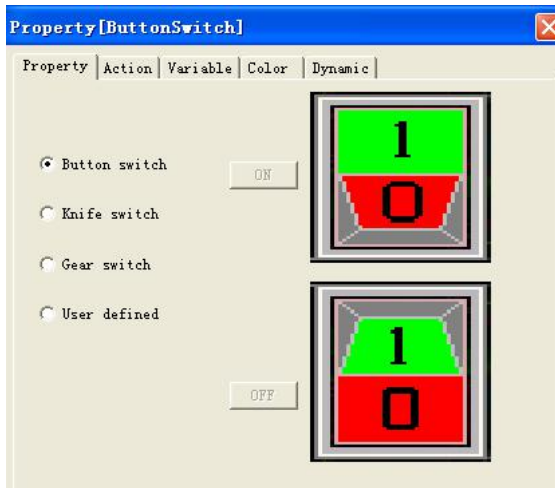 Property[ButtonSwitch]
Property Action Variable Color Dynamic
Button switch
ON
1
0
Knife switch
Gear switch
User defined
1
OFF
0